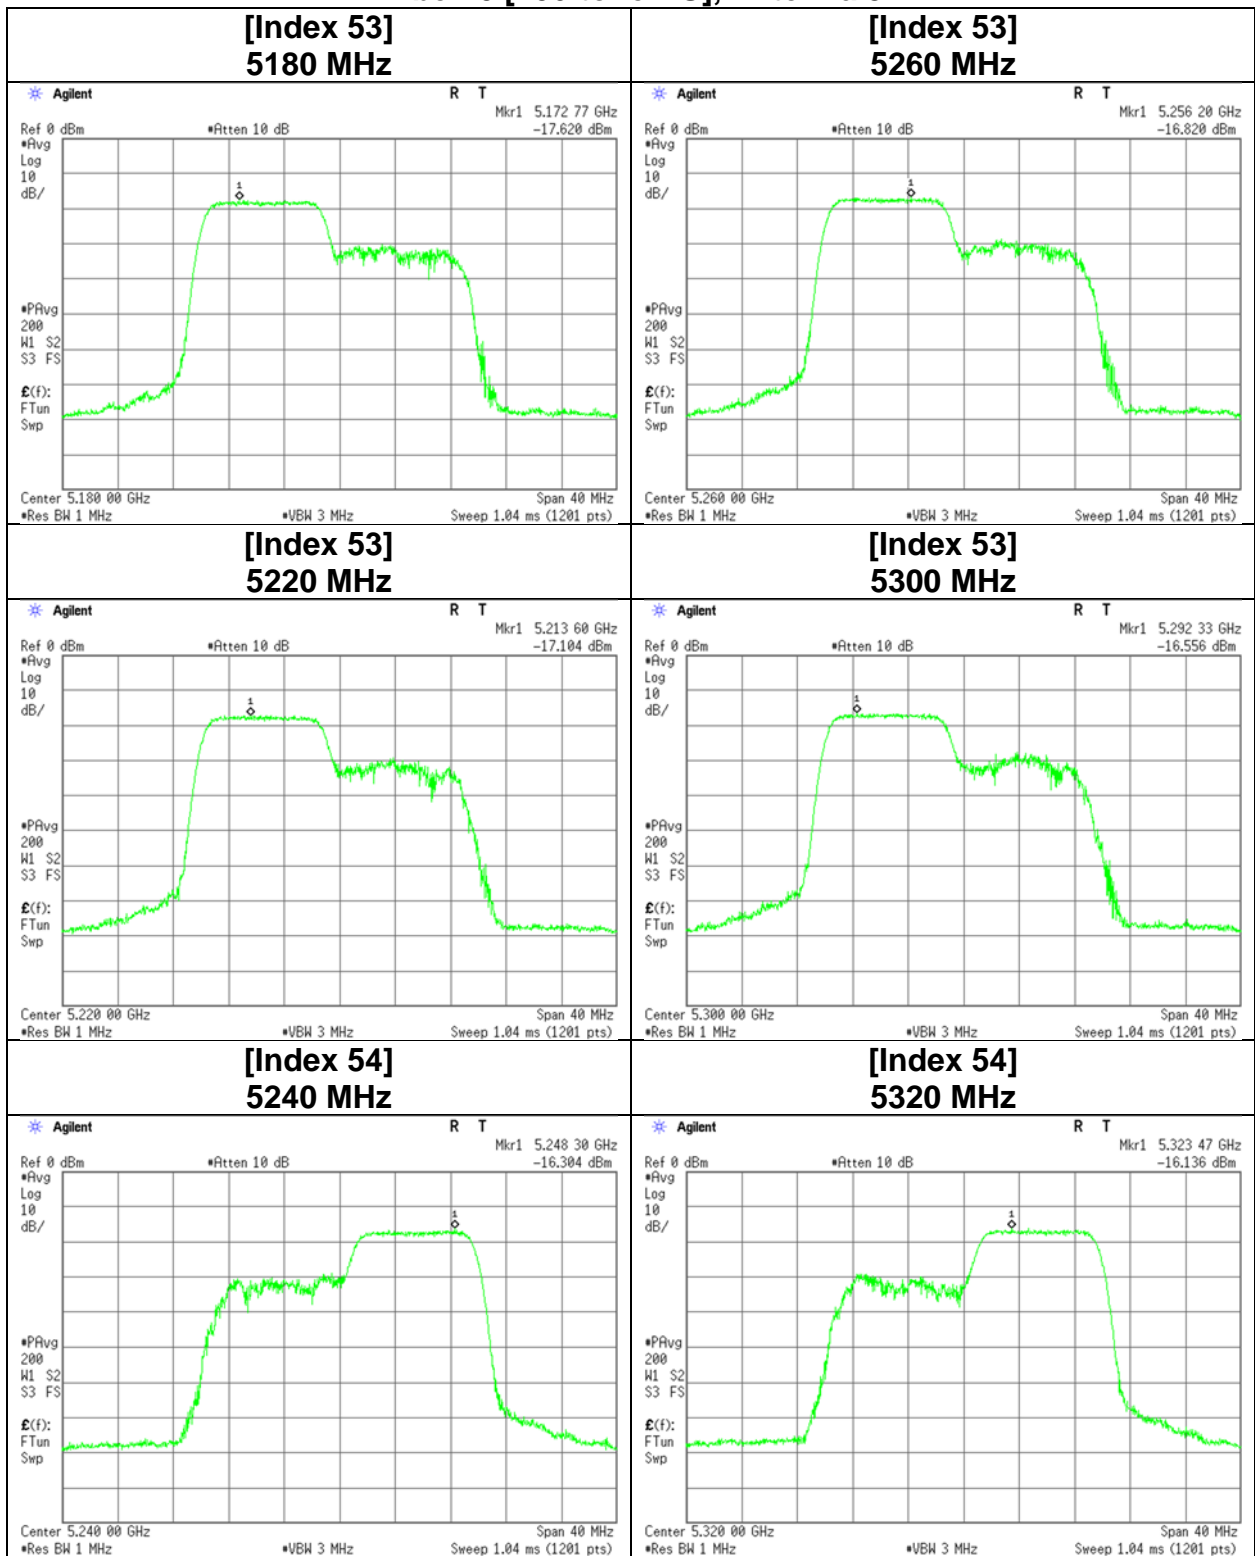 [Index 53]
5180 MHz
Agilent
R T
Mkr1 5.172 77 GHz
Ref 0 dBm #Atten 10 dB -17.620 dBm
#Avg
Log
10
dB/
1
#PAvg
200
W1 S2
S3 FS
£(f):
FTun
Swp
Center 5.180 00 GHz Span 40 MHz
#Res BW 1 MHz #VBW 3 MHz Sweep 1.04 ms (1201 pts)
[Index 53]
5260 MHz
Agilent
R T
Mkr1 5.256 20 GHz
Ref 0 dBm #Atten 10 dB -16.820 dBm
#Avg
Log
10
dB/
1
#PAvg
200
W1 S2
S3 FS
£(f):
FTun
Swp
Center 5.260 00 GHz Span 40 MHz
#Res BW 1 MHz #VBW 3 MHz Sweep 1.04 ms (1201 pts)
[Index 53]
5220 MHz
Agilent
R T
Mkr1 5.213 60 GHz
Ref 0 dBm #Atten 10 dB -17.104 dBm
#Avg
Log
10
dB/
1
#PAvg
200
W1 S2
S3 FS
£(f):
FTun
Swp
Center 5.220 00 GHz Span 40 MHz
#Res BW 1 MHz #VBW 3 MHz Sweep 1.04 ms (1201 pts)
[Index 53]
5300 MHz
Agilent
R T
Mkr1 5.292 33 GHz
Ref 0 dBm #Atten 10 dB -16.556 dBm
#Avg
Log
10
dB/
1
#PAvg
200
W1 S2
S3 FS
£(f):
FTun
Swp
Center 5.300 00 GHz Span 40 MHz
#Res BW 1 MHz #VBW 3 MHz Sweep 1.04 ms (1201 pts)
[Index 54]
5240 MHz
Agilent
R T
Mkr1 5.248 30 GHz
Ref 0 dBm #Atten 10 dB -16.304 dBm
#Avg
Log
10
dB/
1
#PAvg
200
W1 S2
S3 FS
£(f):
FTun
Swp
Center 5.240 00 GHz Span 40 MHz
#Res BW 1 MHz #VBW 3 MHz Sweep 1.04 ms (1201 pts)
[Index 54]
5320 MHz
Agilent
R T
Mkr1 5.323 47 GHz
Ref 0 dBm #Atten 10 dB -16.136 dBm
#Avg
Log
10
dB/
1
#PAvg
200
W1 S2
S3 FS
£(f):
FTun
Swp
Center 5.320 00 GHz Span 40 MHz
#Res BW 1 MHz #VBW 3 MHz Sweep 1.04 ms (1201 pts)